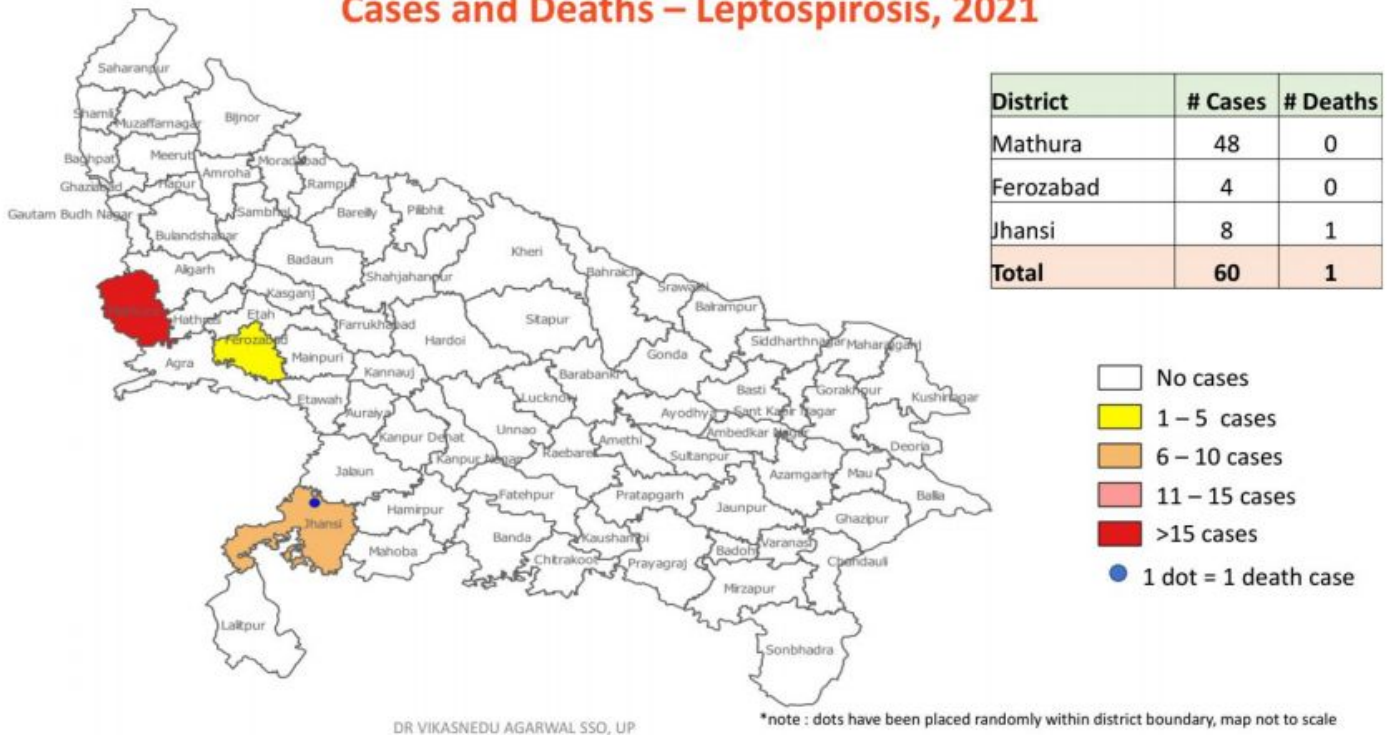 Cases and Deaths – Leptospirosis, 2021
District # Cases # Deaths
Mathura 48 0
Ferozabad 4 0
Jhansi 8 1
Total 60 1
Saharanpur
Shamli
Muzaffarnagar
Bijnor
Baghpat
Meerut
Moradabad
Ghaziabad
Hapur
Amroha
Rampur
Gautam Budh Nagar
Sambhal
Bareilly
Pilibhit
Bulandshahar
Badaun
Kheri
Aligarh
Shahjahanpur
Bahraich
Srawasti
Kasganj
Balrampur
Hathras
Etah
Farrukhabad
Sitapur
Ferozabad
Hardoi
Siddharthnagar
Maharajganj
Agra
Mainpuri
Gonda
Kannauj
Barabanki
Basti
Gorakhpur
Kushinagar
Etawah
Lucknow
Auraiya
Ayodhya
Sant Kabir Nagar
Unnao
Kanpur Dehat
Amethi
Ambedkar Nagar
Deoria
Kanpur Nagar
Raebareli
Sultanpur
Jalaun
Azamgarh
Mau
Fatehpur
Pratapgarh
Ballia
Hamirpur
Jaunpur
Jhansi
Ghazipur
Banda
Kaushambi
Varanasi
Mahoba
Chitrakoot
Prayagraj
Badohi
Chandauli
Mirzapur
Lalitpur
Sonbhadra
No cases
1 – 5 cases
6 – 10 cases
11 – 15 cases
>15 cases
1 dot = 1 death case
DR VIKASNEDU AGARWAL SSO, UP
*note : dots have been placed randomly within district boundary, map not to scale